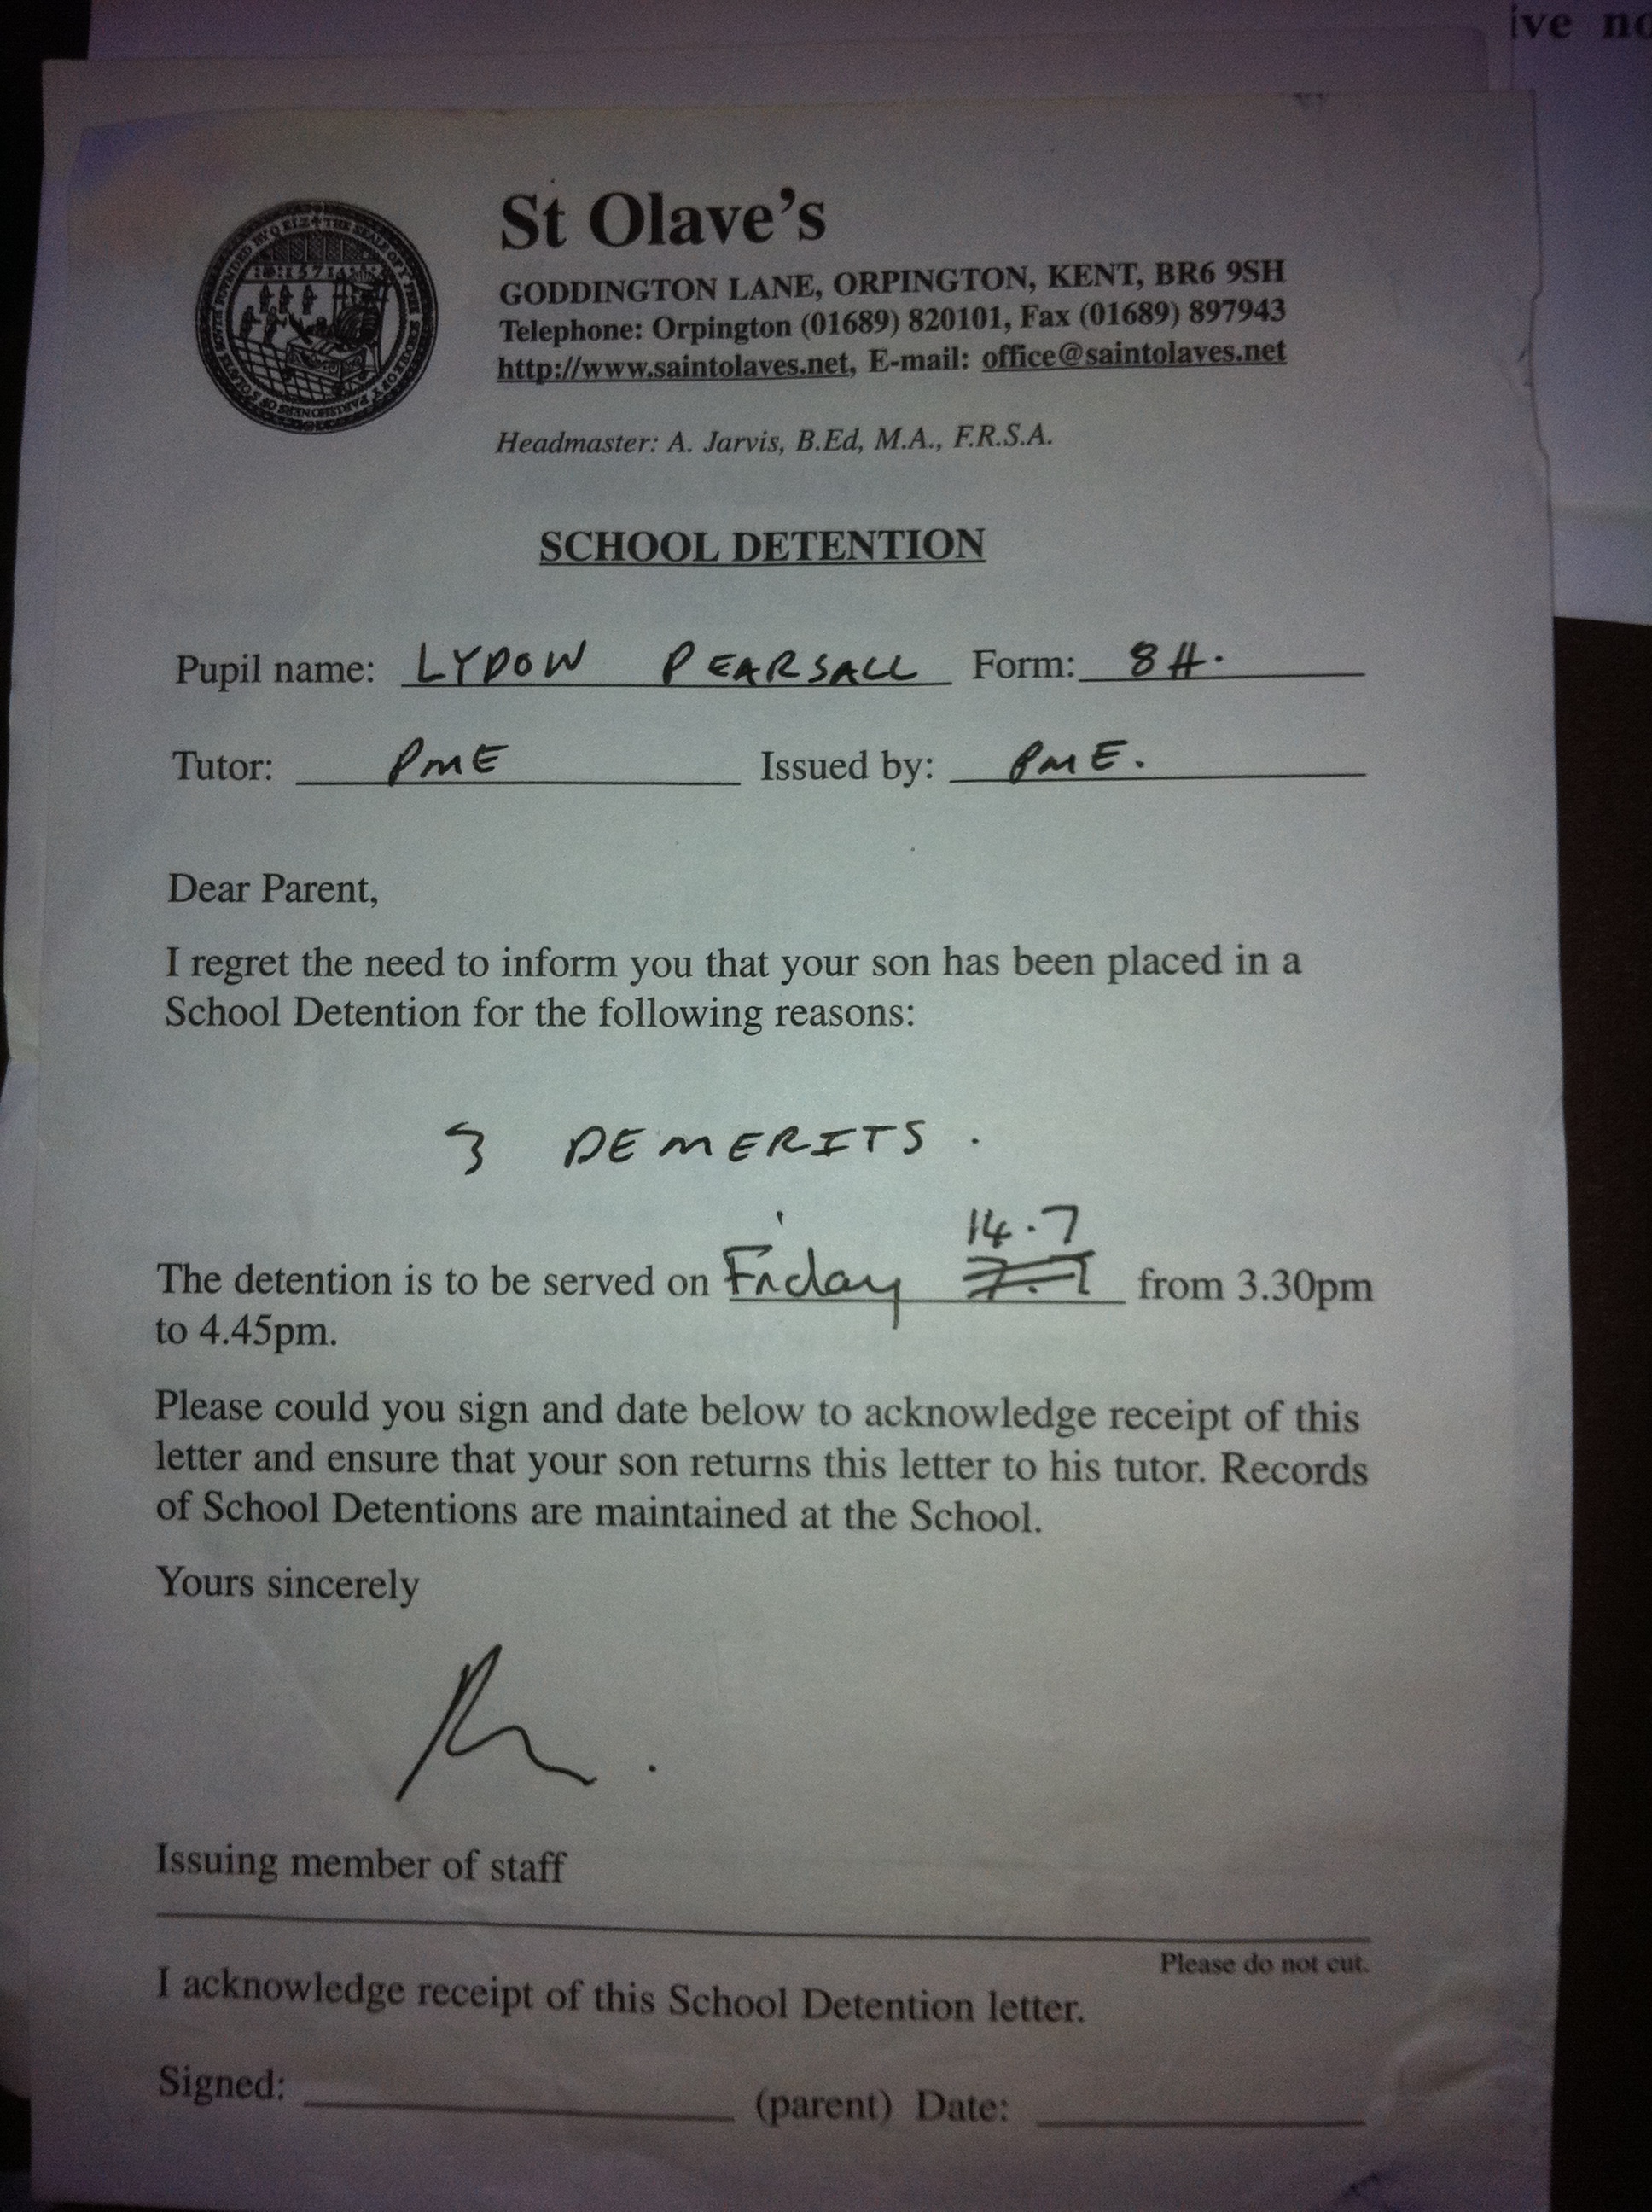 ive no
St Olave's
GODDINGTON LANE, ORPINGTON, KENT, BR6 9SH
Telephone: Orpington (01689) 820101, Fax (01689) 897943
http://www.saintolaves.net, E-mail: office@saintolaves.net
Headmaster: A. Jarvis, B.Ed, M.A., F.R.S.A.
SCHOOL DETENTION
Pupil name: LYDOW PEARSALL Form: 8H.
Tutor: PME Issued by: PME.
Dear Parent,
I regret the need to inform you that your son has been placed in a
School Detention for the following reasons:
3 DEMERITS.
14.7
The detention is to be served on Friday from 3.30pm
to 4.45pm.
Please could you sign and date below to acknowledge receipt of this
letter and ensure that your son returns this letter to his tutor. Records
of School Detentions are maintained at the School.
Yours sincerely
Issuing member of staff
Please do not cut.
I acknowledge receipt of this School Detention letter.
Signed: (parent) Date: